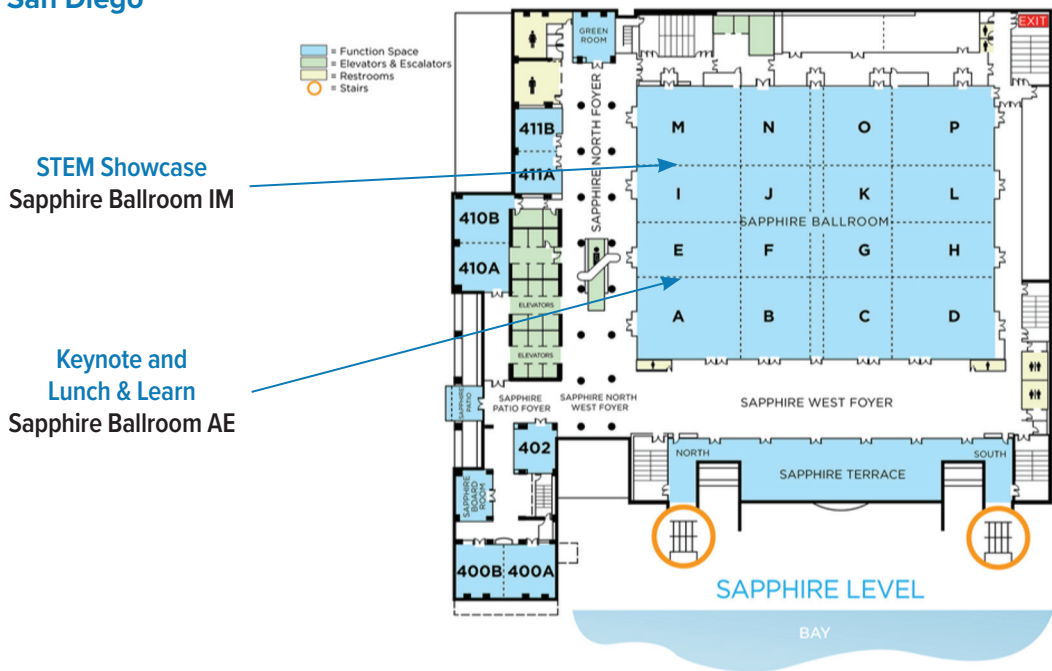 San Diego
= Function Space
= Elevators & Escalators
= Restrooms
= Stairs
STEM Showcase
Sapphire Ballroom IM
Keynote and
Lunch & Learn
Sapphire Ballroom AE
GREEN
ROOM
EXIT
SAPPHIRE NORTH FOYER
411B
411A
410B
410A
ELEVATORS
ELEVATORS
M N O P
I J K L
SAPPHIRE BALLROOM
E F G H
A B C D
SAPPHIRE
PATIO
SAPPHIRE
PATIO FOYER
SAPPHIRE NORTH
WEST FOYER
SAPPHIRE WEST FOYER
402
NORTH
SOUTH
SAPPHIRE TERRACE
SAPPHIRE
BOARD
ROOM
400B 400A
SAPPHIRE LEVEL
BAY